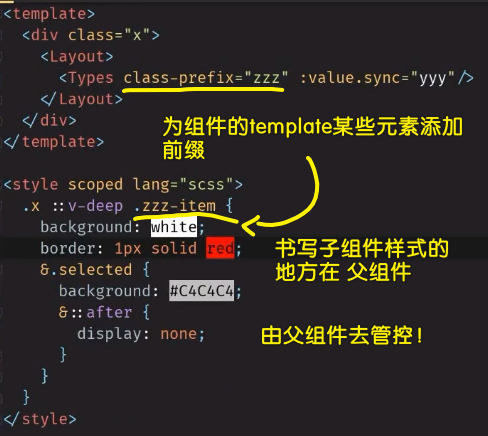 <template>
<div class="x">
<Layout>
<Types class-prefix="zzz" :value.sync="yyy"/>
</Layout>
</div>
</template>
为组件的template某些元素添加
前缀
<style scoped lang="scss">
.x ::v-deep .zzz-item {
background: white;
border: 1px solid red;
书写子组件样式的
地方在 父组件
&.selected {
background: #C4C4C4;
&::after {
display: none;
由父组件去管控！
}
}
}
</style>